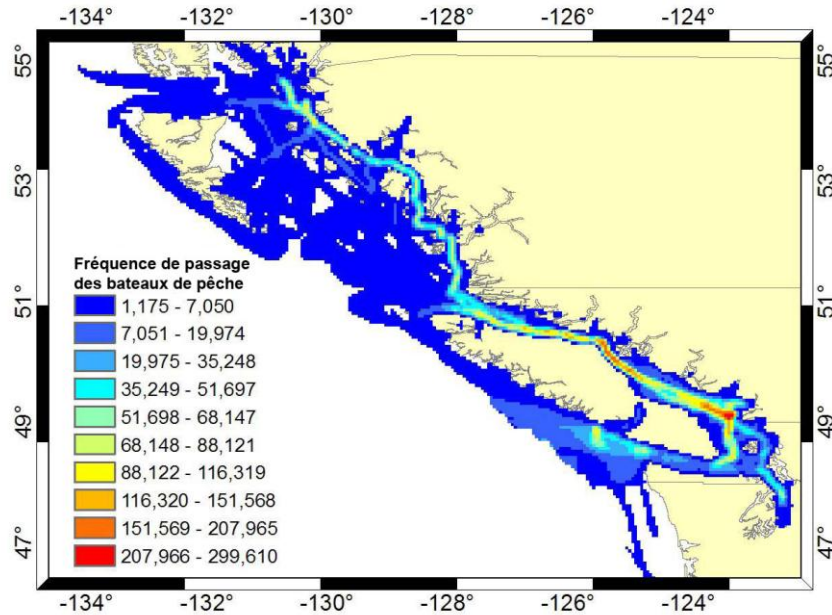 -134° -132° -130° -128° -126° -124°
55°
53°
51°
49°
47°
55°
53°
51°
49°
47°
Fréquence de passage
des bateaux de pêche
1,175 - 7,050
7,051 - 19,974
19,975 - 35,248
35,249 - 51,697
51,698 - 68,147
68,148 - 88,121
88,122 - 116,319
116,320 - 151,568
151,569 - 207,965
207,966 - 299,610
-134° -132° -130° -128° -126° -124°